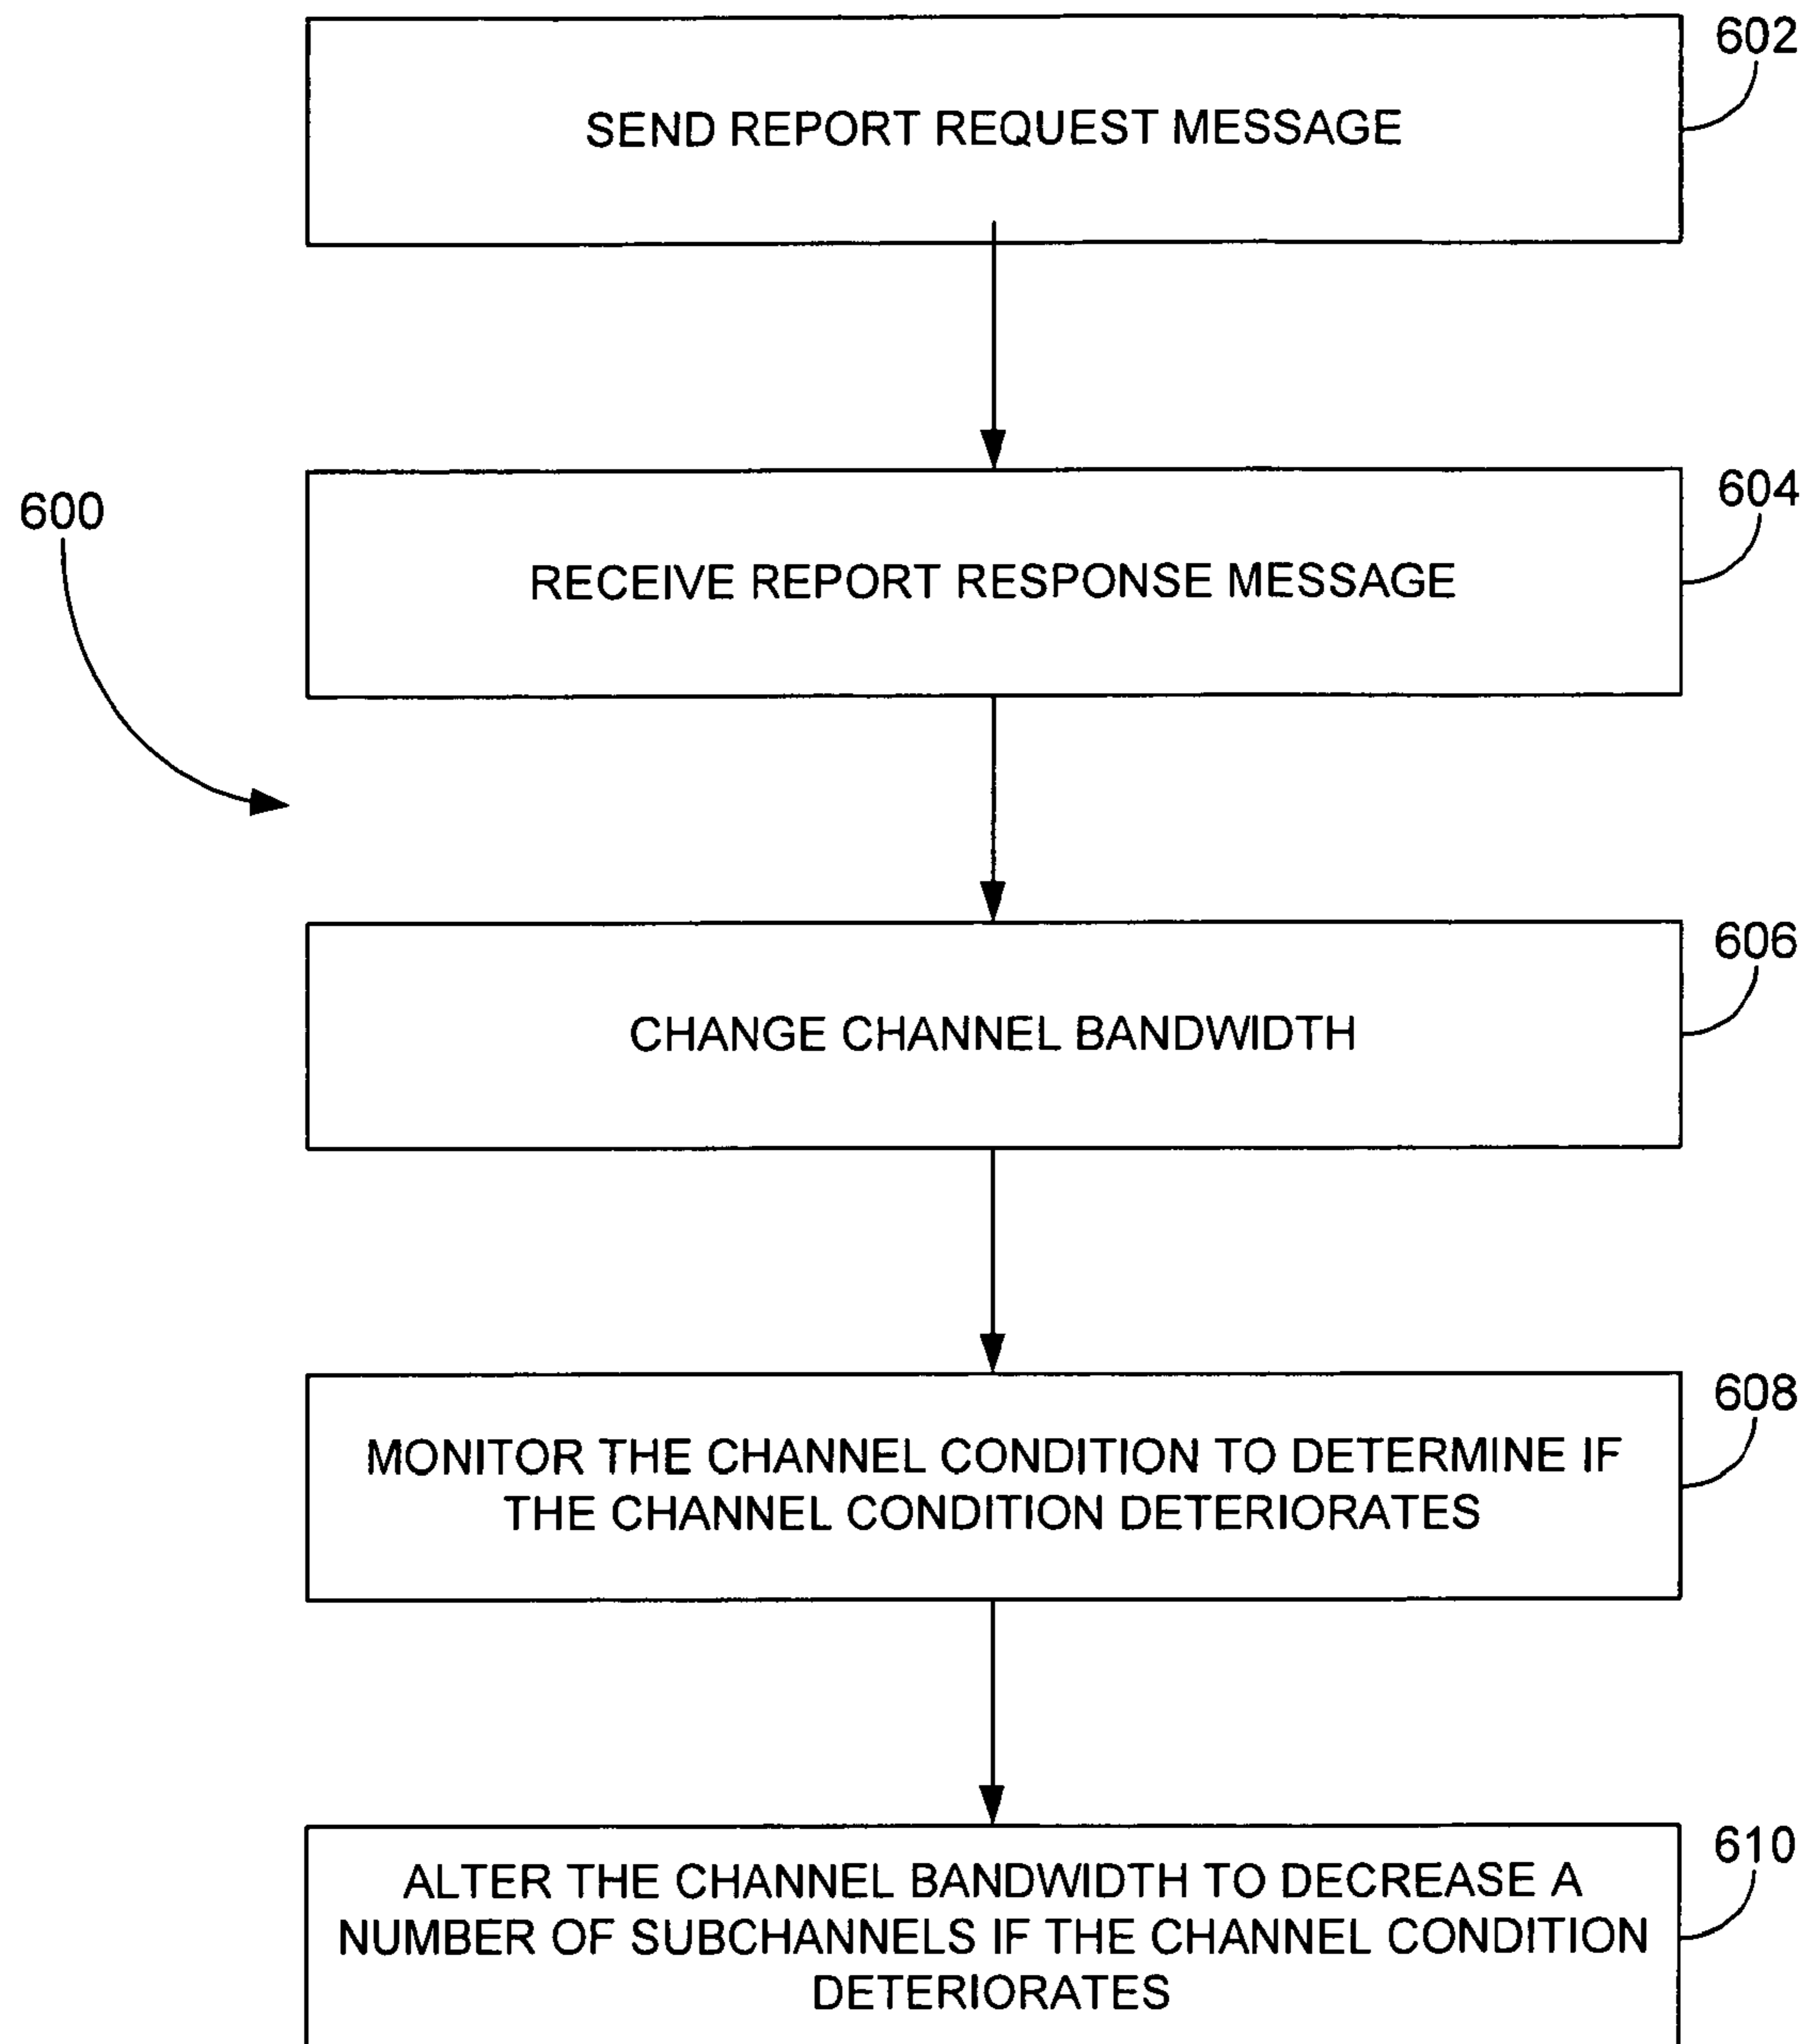 602
SEND REPORT REQUEST MESSAGE
604
600
RECEIVE REPORT RESPONSE MESSAGE
606
CHANGE CHANNEL BANDWIDTH
608
MONITOR THE CHANNEL CONDITION TO DETERMINE IF
THE CHANNEL CONDITION DETERIORATES
610
ALTER THE CHANNEL BANDWIDTH TO DECREASE A
NUMBER OF SUBCHANNELS IF THE CHANNEL CONDITION
DETERIORATES